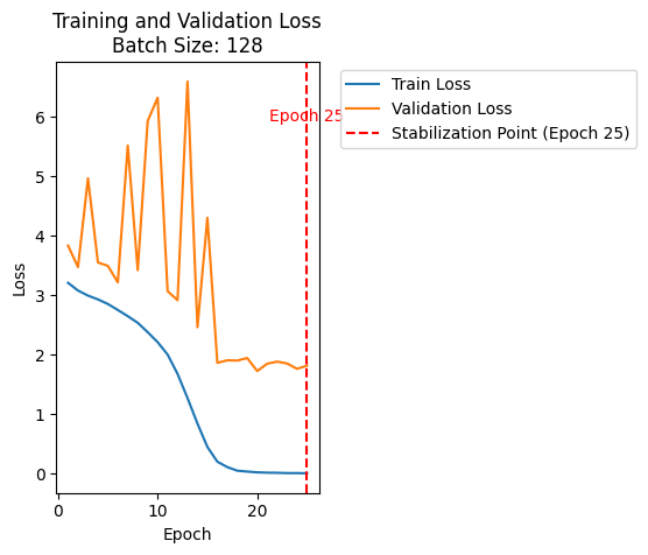 Training and Validation Loss
Batch Size: 128
Train Loss
Validation Loss
Stabilization Point (Epoch 25)
Epoch 25
Loss
6
5
4
3
2
1
0
0
10
20
Epoch